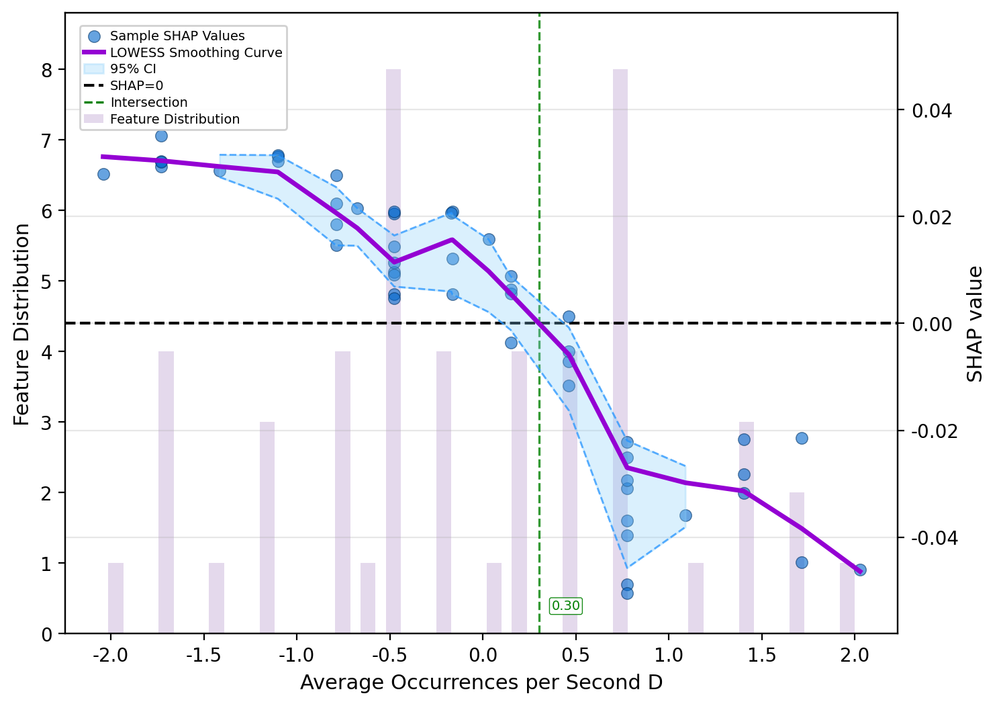 Sample SHAP Values
LOWESS Smoothing Curve
95% CI
SHAP=0
Intersection
Feature Distribution
8
7
6
5
4
3
2
1
0
Feature Distribution
0.04
0.02
0.00
-0.02
-0.04
SHAP value
0.30
-2.0 -1.5 -1.0 -0.5 0.0 0.5 1.0 1.5 2.0
Average Occurrences per Second D